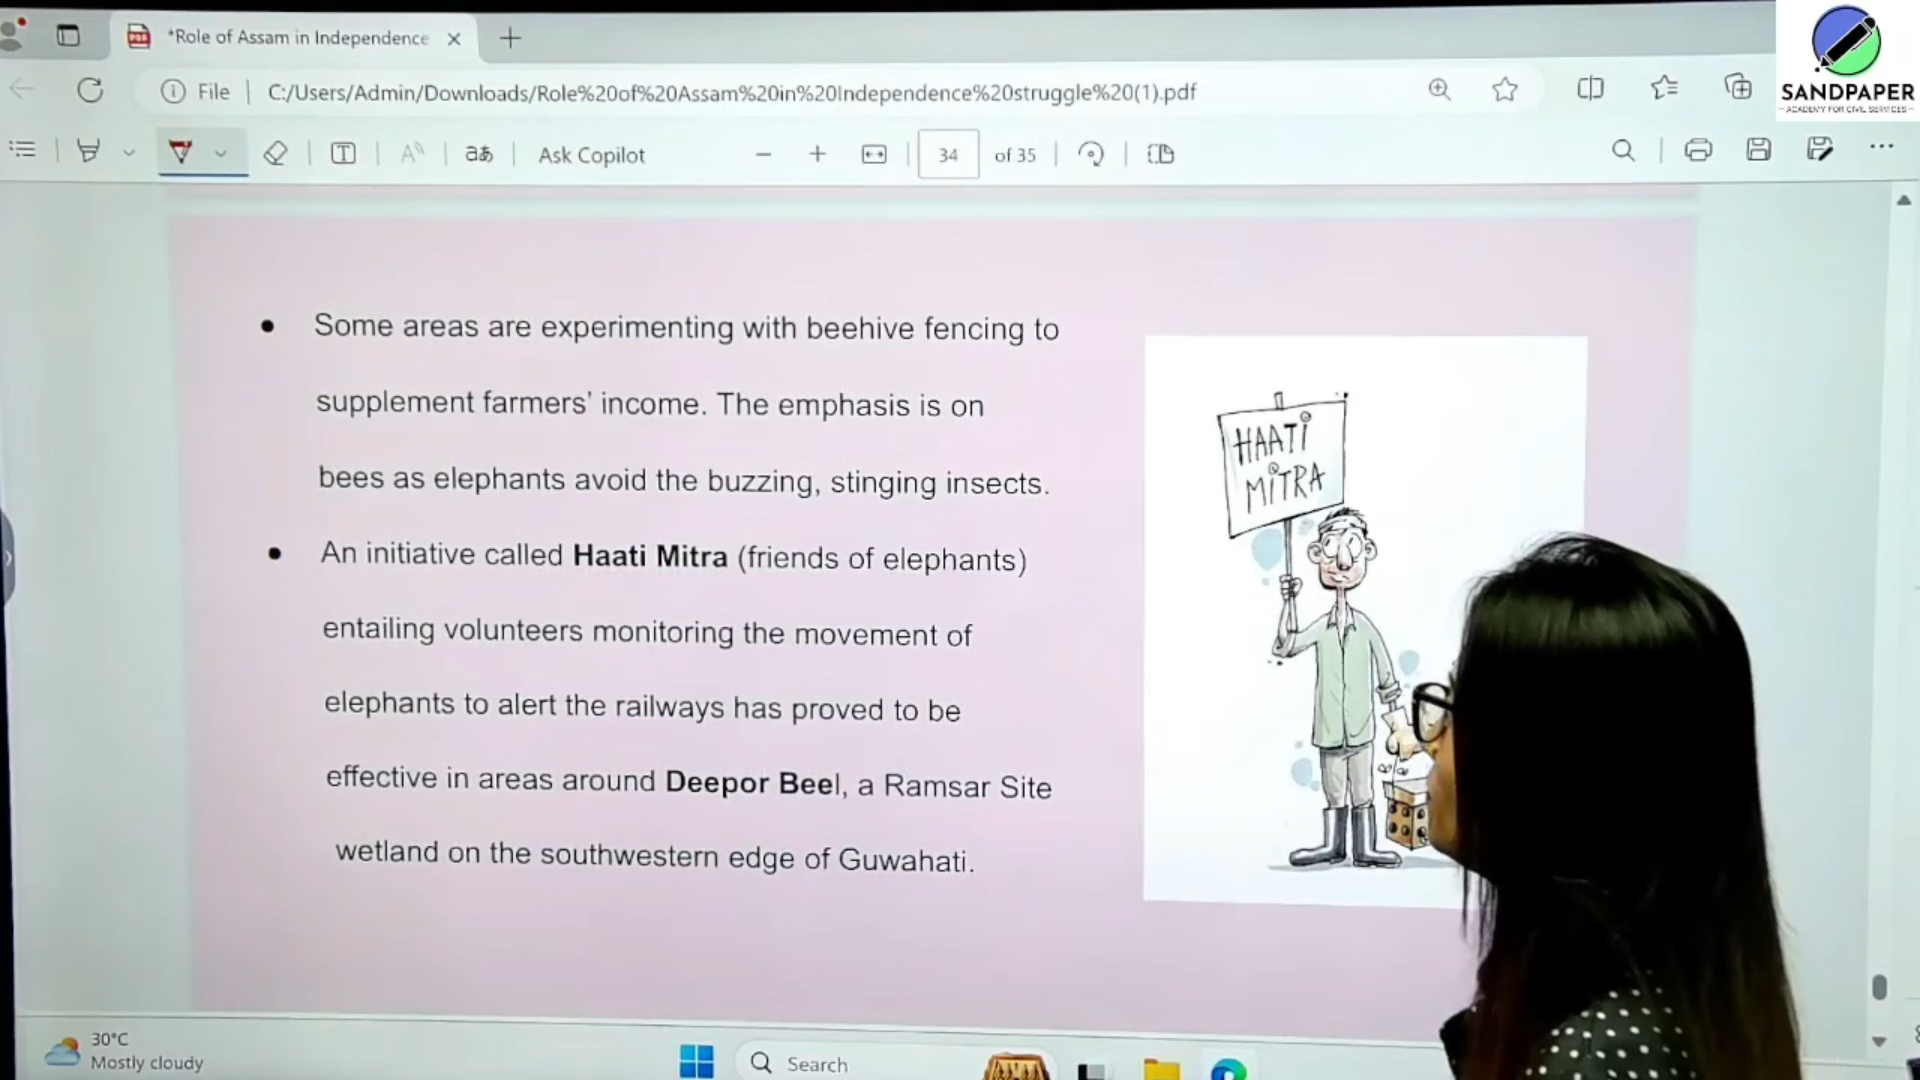 *Role of Assam in Independence
File
C:/Users/Admin/Downloads/Role%20of%20Assam%20in%20Independence%20struggle%20(1).pdf
SANDPAPER
ACADEMY FOR CIVIL SERVICES
Ask Copilot
34 of 35
• Some areas are experimenting with beehive fencing to
supplement farmers' income. The emphasis is on
bees as elephants avoid the buzzing, stinging insects.
• An initiative called Haati Mitra (friends of elephants)
entailing volunteers monitoring the movement of
elephants to alert the railways has proved to be
effective in areas around Deepor Beel, a Ramsar Site
wetland on the southwestern edge of Guwahati.
HAATI
MITRA
30°C
Mostly cloudy
Search